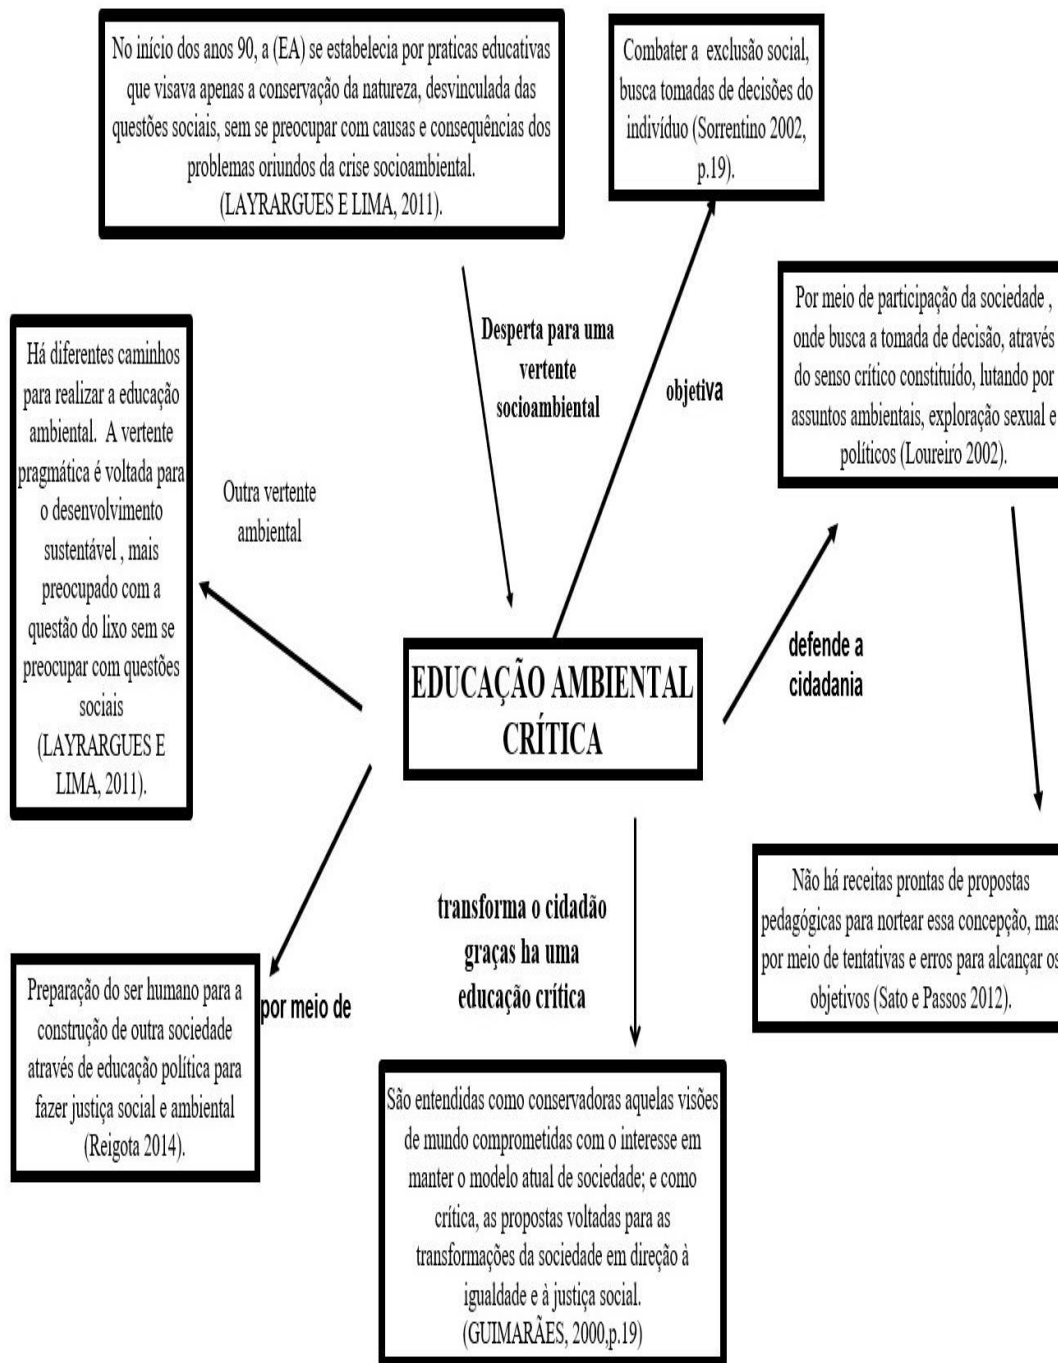 No início dos anos 90, a (EA) se estabelecia por praticas educativas
que visava apenas a conservação da natureza, desvinculada das
questões sociais, sem se preocupar com causas e consequências dos
problemas oriundos da crise socioambiental.
(LAYRARGUES E LIMA, 2011).
Combater a exclusão social,
busca tomadas de decisões do
indivíduo (Sorrentino 2002,
p.19).
Desperta para uma
vertente
socioambiental
objetiva
Por meio de participação da sociedade ,
onde busca a tomada de decisão, através
do senso crítico constituído, lutando por
assuntos ambientais, exploração sexual e
políticos (Loureiro 2002).
Há diferentes caminhos
para realizar a educação
ambiental. A vertente
pragmática é voltada para
o desenvolvimento
sustentável , mais
preocupado com a
questão do lixo sem se
preocupar com questões
sociais
(LAYRARGUES E
LIMA, 2011).
Outra vertente
ambiental
EDUCAÇÃO AMBIENTAL
CRÍTICA
defende a
cidadania
transforma o cidadão
graças ha uma
educação crítica
Não há receitas prontas de propostas
pedagógicas para nortear essa concepção, mas
por meio de tentativas e erros para alcançar os
objetivos (Sato e Passos 2012).
Preparação do ser humano para a
construção de outra sociedade
através de educação política para
fazer justiça social e ambiental
(Reigota 2014).
por meio de
São entendidas como conservadoras aquelas visões
de mundo comprometidas com o interesse em
manter o modelo atual de sociedade; e como
crítica, as propostas voltadas para as
transformações da sociedade em direção à
igualdade e à justiça social.
(GUIMARÃES, 2000,p.19)